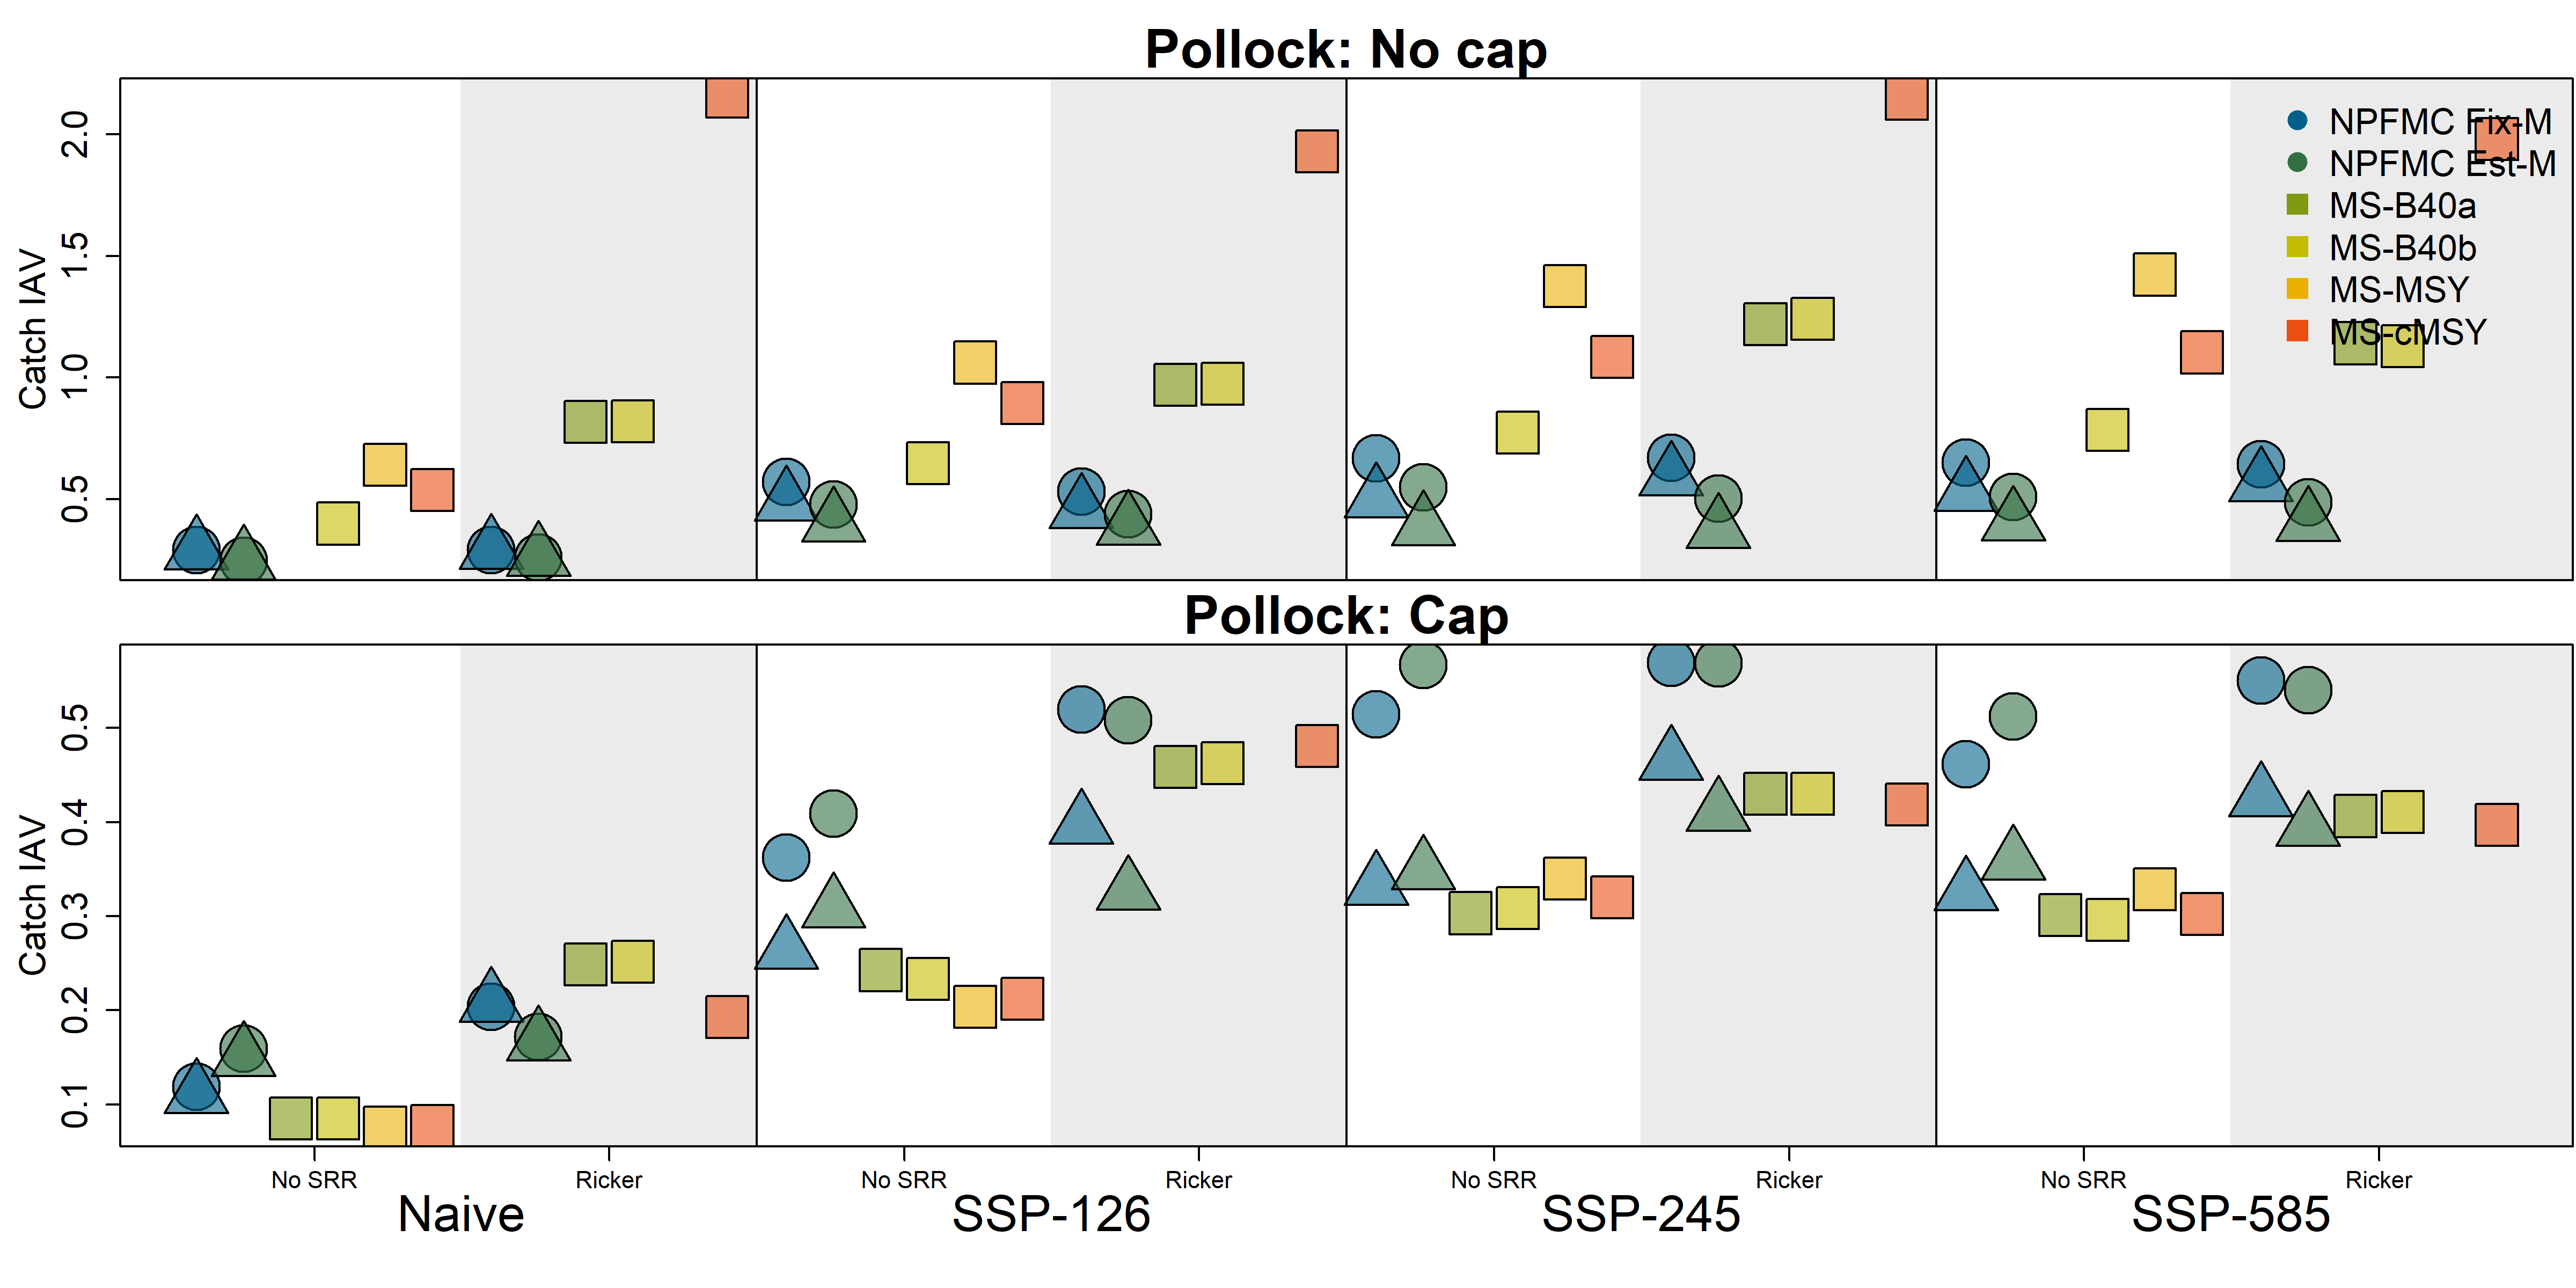 Pollock: No cap
Catch IAV
2.0
1.5
1.0
0.5
NPFMC Fix-M
NPFMC Est-M
MS-B40a
MS-B40b
MS-MSY
MS-cMSY
Pollock: Cap
Catch IAV
0.5
0.4
0.3
0.2
0.1
No SRR Ricker No SRR Ricker No SRR Ricker No SRR Ricker
Naive SSP-126 SSP-245 SSP-585